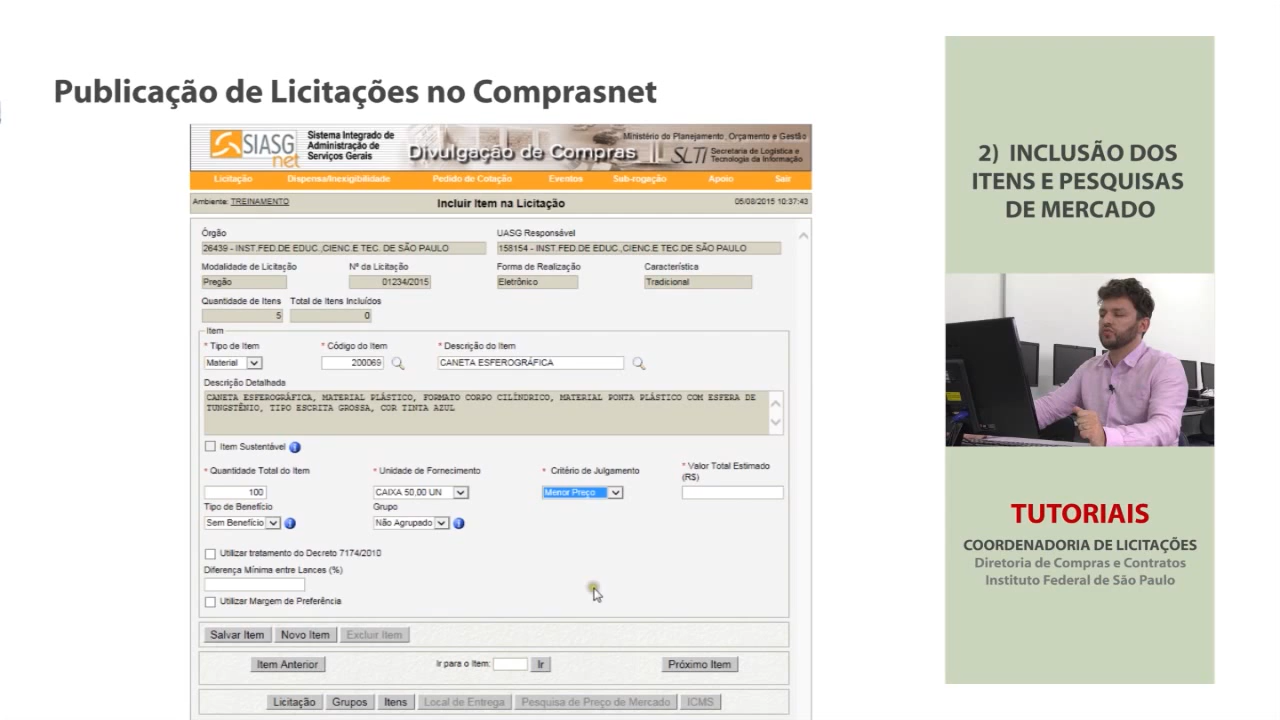 Publicação de Licitações no Comprasnet
SIASG net
Sistema Integrado de
Administração de
Serviços Gerais
Divulgação de Compras
Ministério do Planejamento, Orçamento e Gestão
SLTI
Secretaria de Logística e
Tecnologia da Informação
Licitação Dispensa/Inexigibilidade Pedido de Cotação Eventos Sub-rogação Apoio Sair
Ambiente: TREINAMENTO Incluir Item na Licitação 05/08/2015 10:37:43
Órgão UASG Responsável
26439 - INST.FED.DE EDUC.,CIENC.E TEC. DE SÃO PAULO 158154 - INST.FED.DE EDUC.,CIENC.E TEC.DE SÃO PAULO
Modalidade de Licitação Nº da Licitação Forma de Realização Característica
Pregão 01234/2015 Eletrônico Tradicional
Quantidade de Itens Total de Itens Incluídos
5 0
Item
* Tipo de Item * Código do Item * Descrição do Item
Material 200069 CANETA ESFEROGRÁFICA
Descrição Detalhada
CANETA ESFEROGRÁFICA, MATERIAL PLÁSTICO, FORMATO CORPO CILÍNDRICO, MATERIAL PONTA PLÁSTICO COM ESFERA DE
TUNGSTÊNIO, TIPO ESCRITA GROSSA, COR TINTA AZUL
Item Sustentável
* Quantidade Total do Item * Unidade de Fornecimento * Critério de Julgamento * Valor Total Estimado
(R$)
100 CAIXA 50,00 UN Menor Preço
Tipo de Benefício Grupo
Sem Benefício Não Agrupado
Utilizar tratamento do Decreto 7174/2010
Diferença Mínima entre Lances (%)
Utilizar Margem de Preferência
Salvar Item Novo Item Excluir Item
Item Anterior Ir para o Item: Ir Próximo Item
Licitação Grupos Itens Local de Entrega Pesquisa de Preço de Mercado ICMS
2) INCLUSÃO DOS
ITENS E PESQUISAS
DE MERCADO
TUTORIAIS
COORDENADORIA DE LICITAÇÕES
Diretoria de Compras e Contratos
Instituto Federal de São Paulo